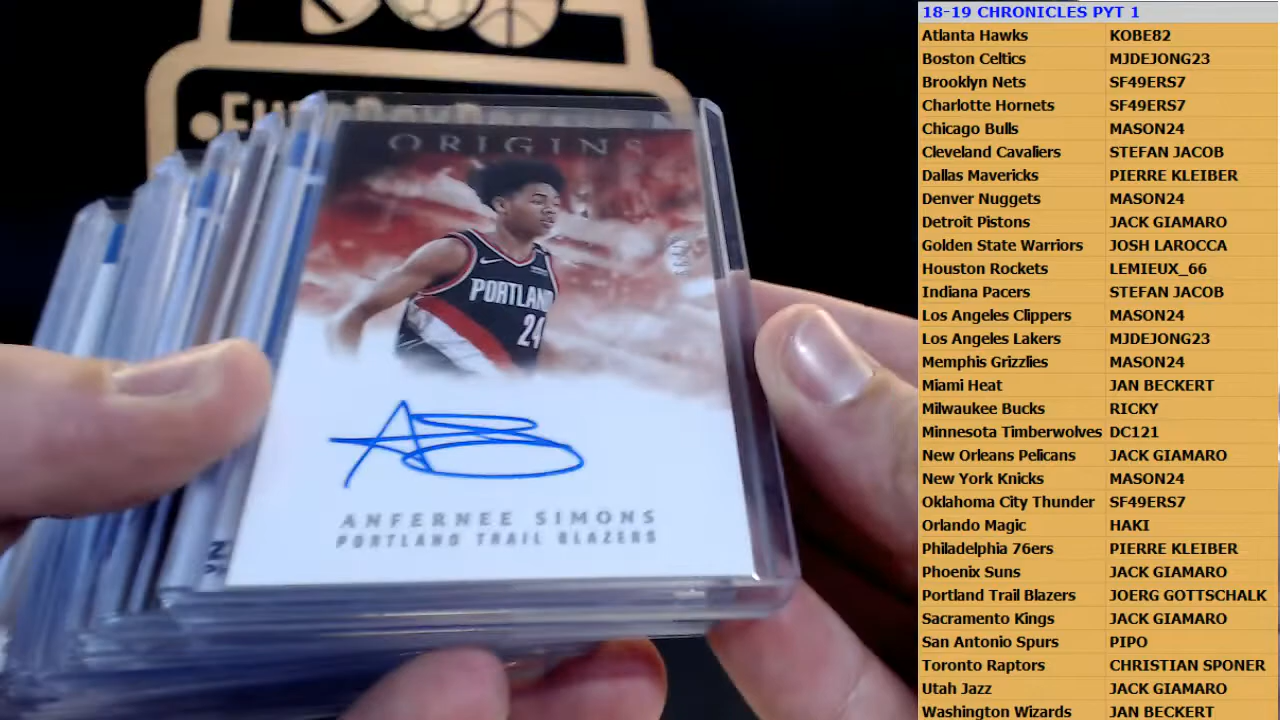 ORIGINS
PORTLAND
24
ANFERNEE SIMONS
PORTLAND TRAIL BLAZERS
18-19 CHRONICLES PYT 1
Atlanta Hawks KOBE82
Boston Celtics MJDEJONG23
Brooklyn Nets SF49ERS7
Charlotte Hornets SF49ERS7
Chicago Bulls MASON24
Cleveland Cavaliers STEFAN JACOB
Dallas Mavericks PIERRE KLEIBER
Denver Nuggets MASON24
Detroit Pistons JACK GIAMARO
Golden State Warriors JOSH LAROCCA
Houston Rockets LEMIEUX_66
Indiana Pacers STEFAN JACOB
Los Angeles Clippers MASON24
Los Angeles Lakers MJDEJONG23
Memphis Grizzlies MASON24
Miami Heat JAN BECKERT
Milwaukee Bucks RICKY
Minnesota Timberwolves DC121
New Orleans Pelicans JACK GIAMARO
New York Knicks MASON24
Oklahoma City Thunder SF49ERS7
Orlando Magic HAKI
Philadelphia 76ers PIERRE KLEIBER
Phoenix Suns JACK GIAMARO
Portland Trail Blazers JOERG GOTTSCHALK
Sacramento Kings JACK GIAMARO
San Antonio Spurs PIPO
Toronto Raptors CHRISTIAN SPONER
Utah Jazz JACK GIAMARO
Washington Wizards JAN BECKERT